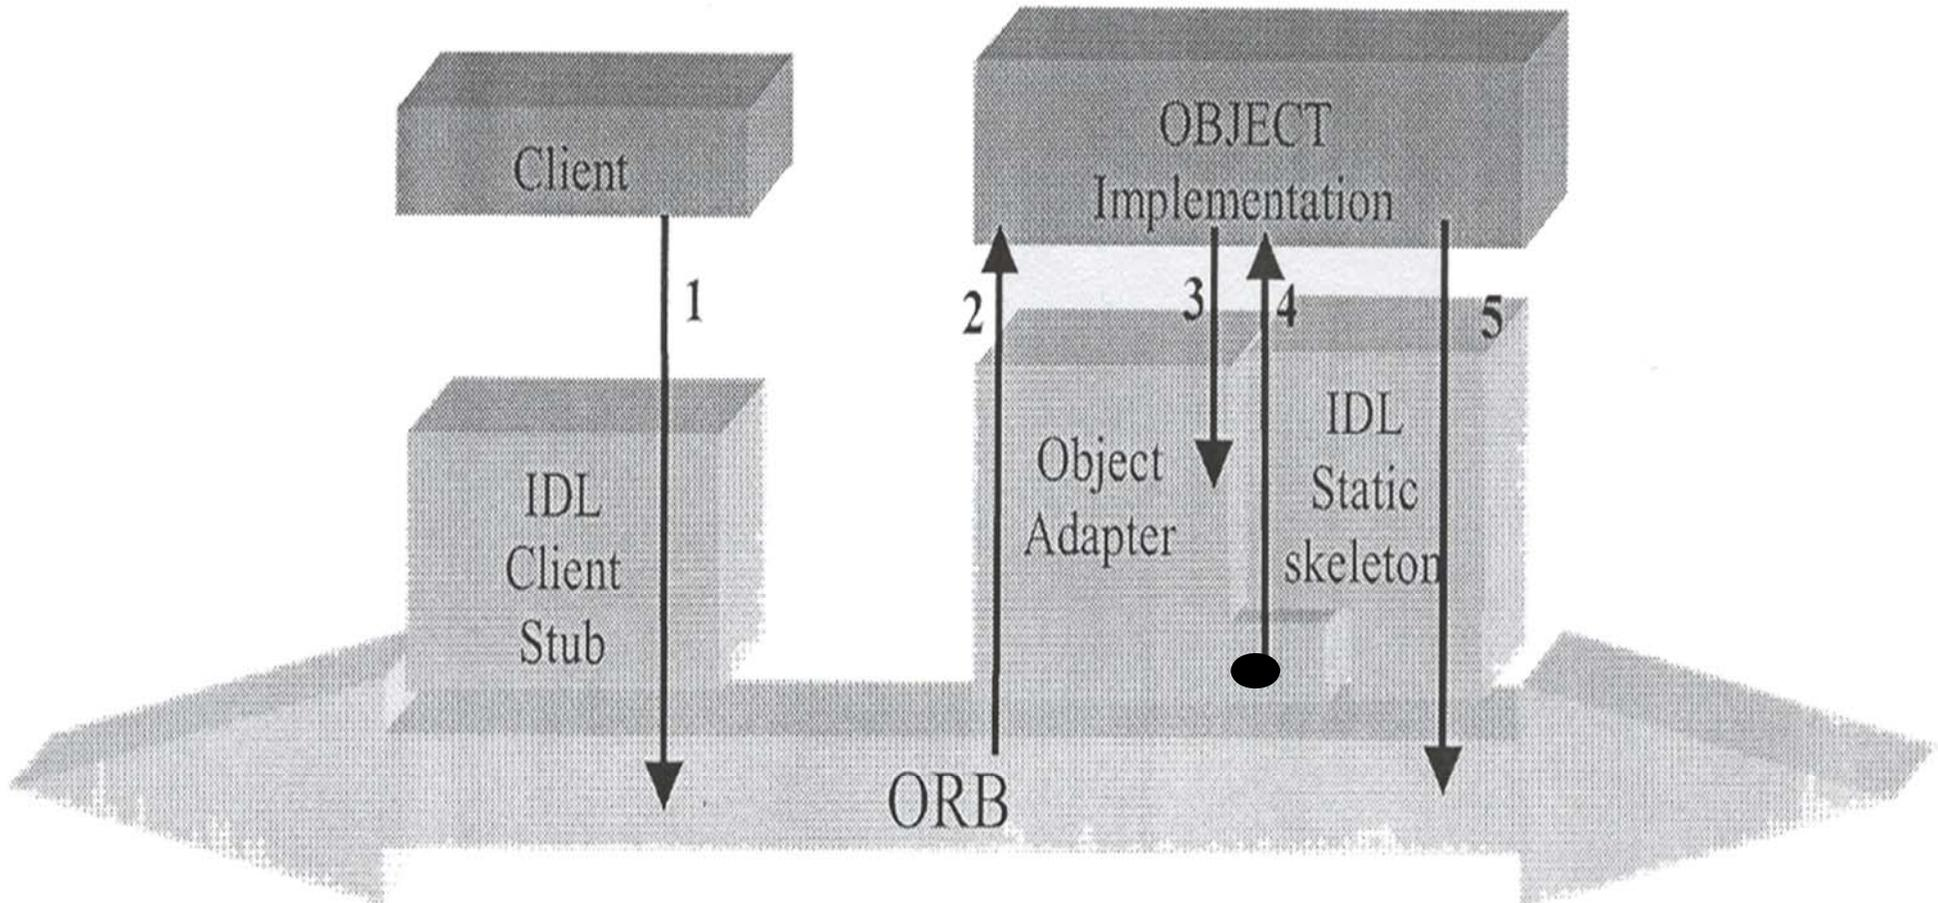 Client
OBJECT
Implementation
1
2
3
4
5
IDL
Client
Stub
Object
Adapter
IDL
Static
skeleton
ORB